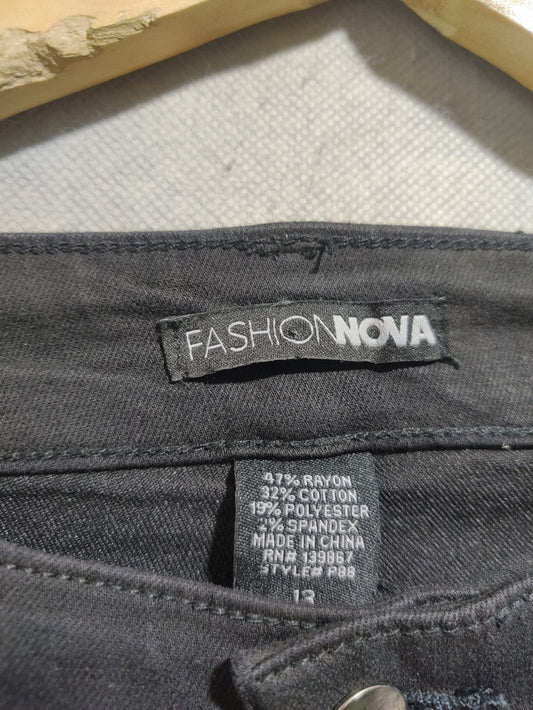 FASHIONNOVA
47% RAYON
32% COTTON
19% POLYESTER
2% SPANDEX
MADE IN CHINA
RN# 139867
STYLE# P88
13